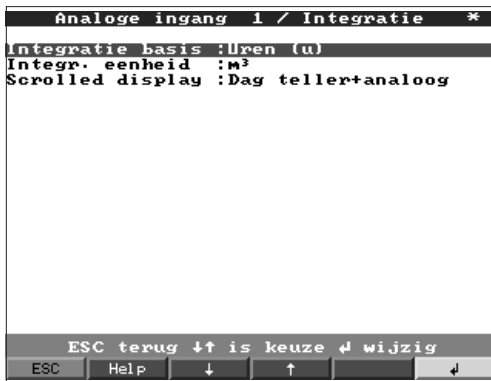 Analoge ingang 1 / Integratie *
Integratie basis :Uren (u)
Integr. eenheid :m³
Scrolled display :Dag teller+analoog
ESC terug ↓↑ is keuze ↵ wijzig
ESC Help ↓ ↑ ↵